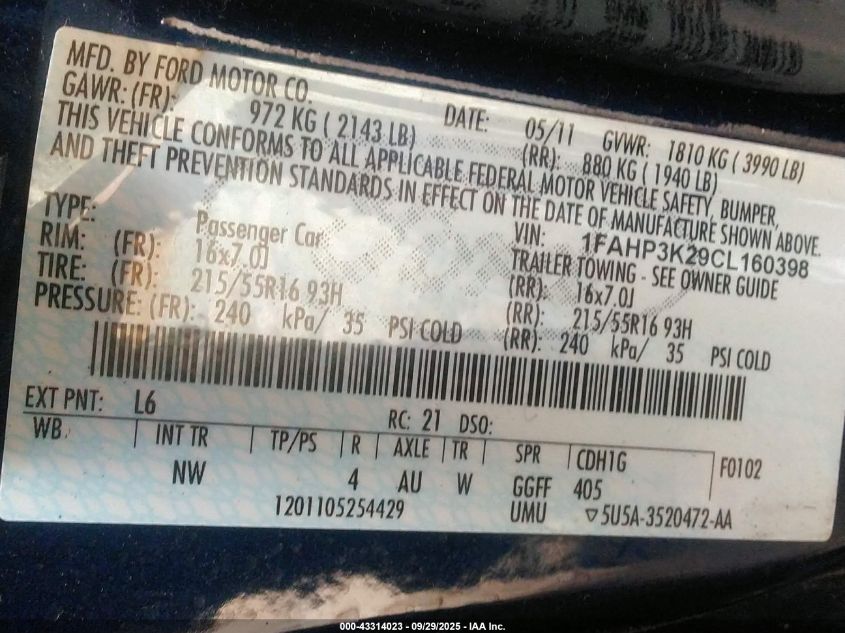 MFD. BY FORD MOTOR CO.
DATE: 05/11 GVWR: 1810 KG ( 3990 LB)
GAWR: (FR): 972 KG ( 2143 LB) (RR): 880 KG ( 1940 LB)
THIS VEHICLE CONFORMS TO ALL APPLICABLE FEDERAL MOTOR VEHICLE SAFETY, BUMPER,
AND THEFT PREVENTION STANDARDS IN EFFECT ON THE DATE OF MANUFACTURE SHOWN ABOVE.
VIN: 1FAHP3K29CL160398
TYPE: Passenger Car TRAILER TOWING - SEE OWNER GUIDE
RIM: (FR): 16x7.0J (RR): 16x7.0J
TIRE: (FR): 215/55R16 93H (RR): 215/55R16 93H
PRESSURE: (FR): 240 kPa/ 35 PSI COLD (RR): 240 kPa/ 35 PSI COLD
EXT PNT: L6 RC: 21 DSO:
WB INT TR TP/PS R AXLE TR SPR CDH1G F0102
NW 4 AU W GGFF 405
1201105254429 UMU ▽5U5A-3520472-AA
000-43314023 - 09/29/2025 - IAA Inc.